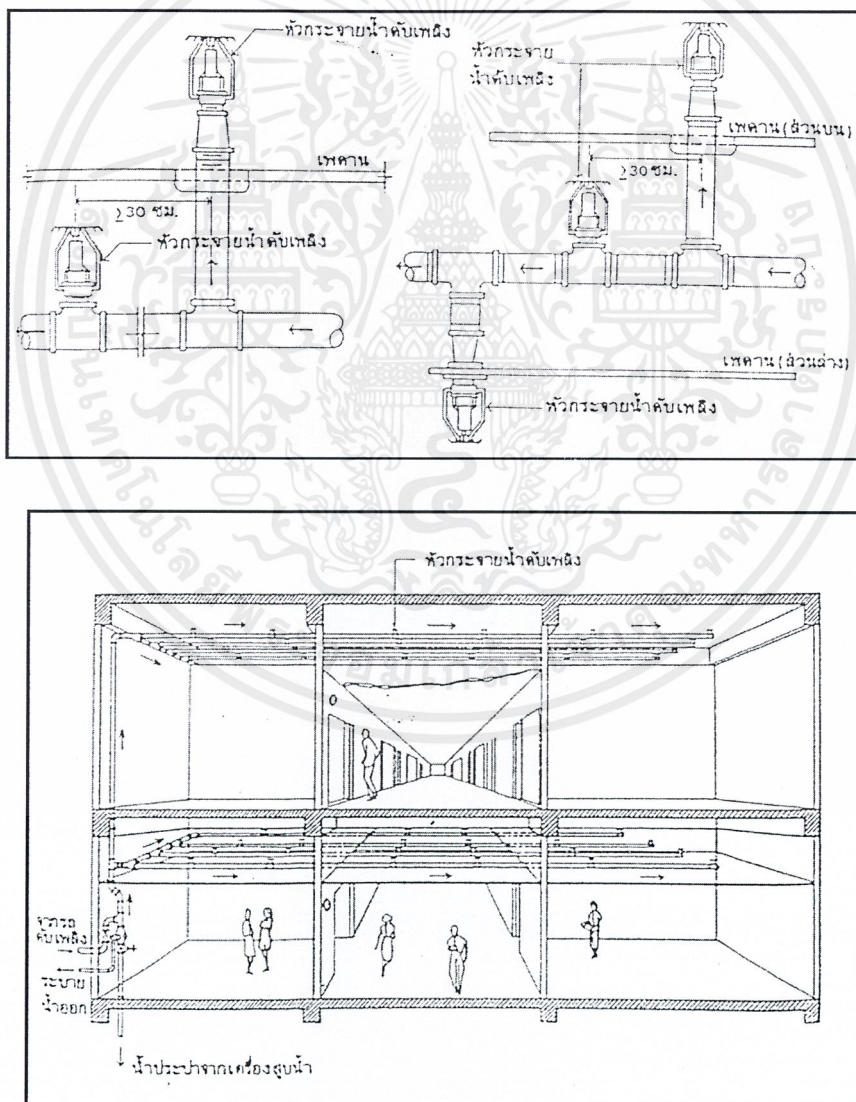 หัวกระจายน้ำดับเพลิง
เพดาน
≥30 ซม.
หัวกระจายน้ำดับเพลิง
หัวกระจาย
น้ำดับเพลิง
เพดาน(ส่วนบน)
≥30 ซม.
เพดาน(ส่วนล่าง)
หัวกระจายน้ำดับเพลิง
หัวกระจายน้ำดับเพลิง
จากรถ
ดับเพลิง
ระบาย
น้ำออก
น้ำประปาจากเครื่องสูบน้ำ